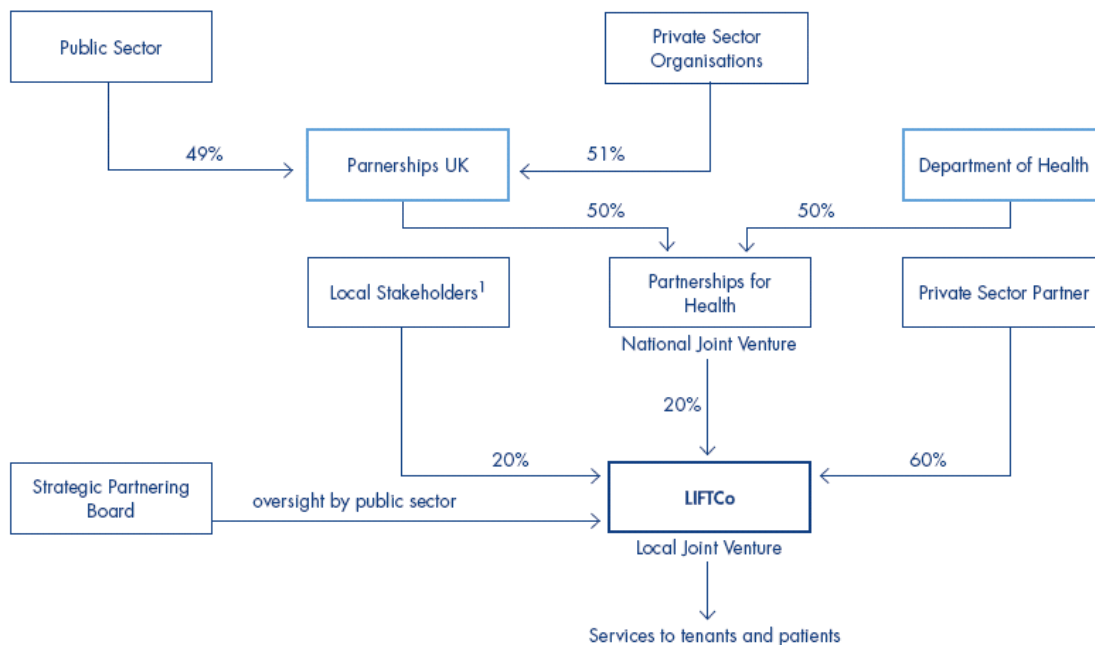 Public Sector
Private Sector
Organisations
49%
Parnerships UK
51%
Department of Health
50%
50%
Local Stakeholders1
Partnerships for
Health
Private Sector Partner
National Joint Venture
20%
20%
60%
Strategic Partnering
Board
oversight by public sector
LIFTCo
Local Joint Venture
Services to tenants and patients